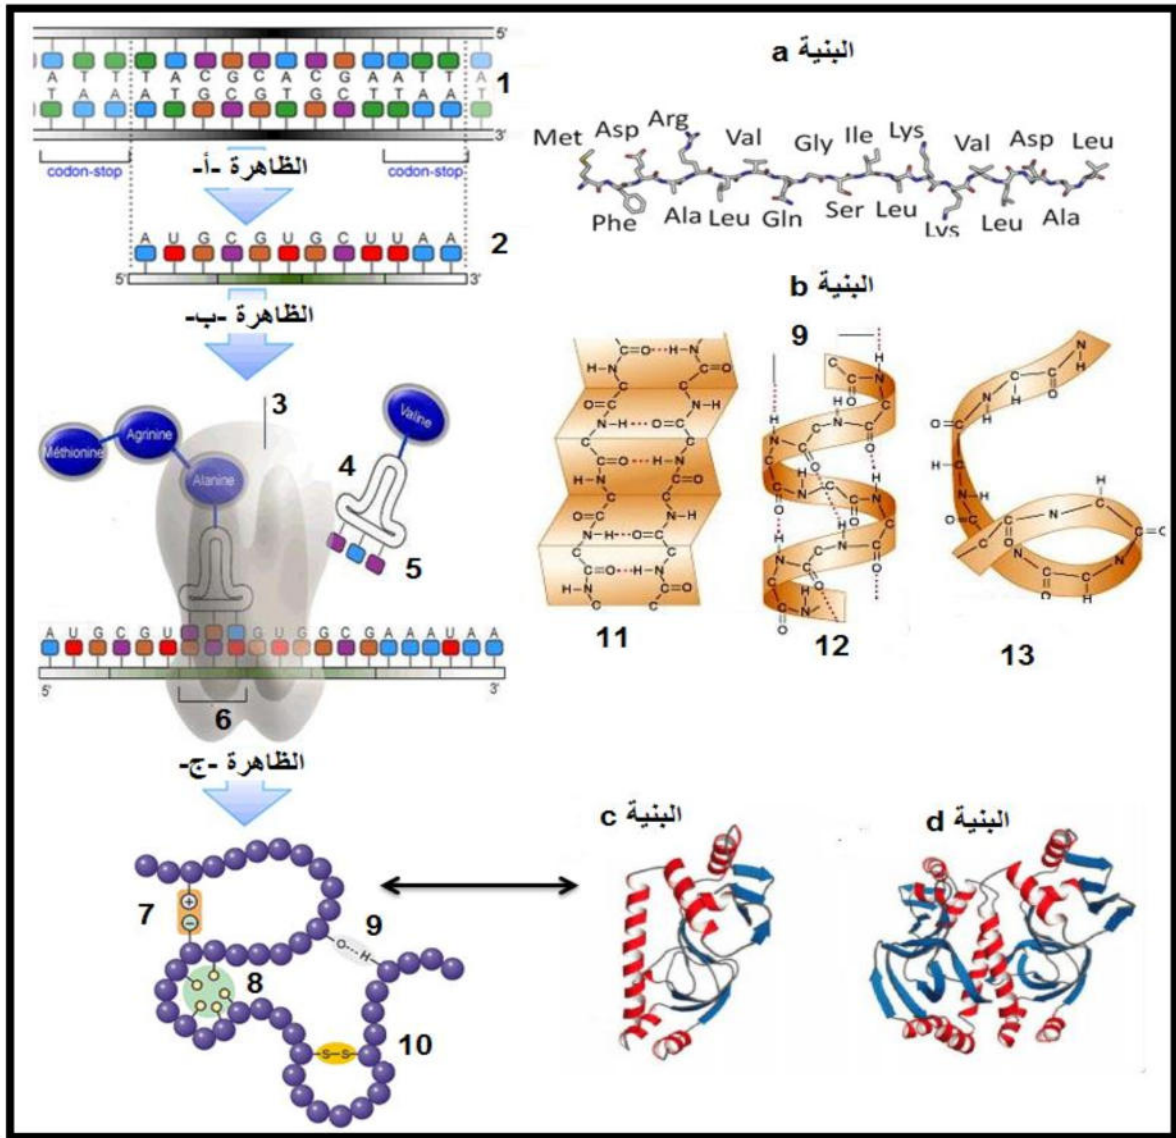 5'
A T T T A C G C A C G A A T T A
T A A A T G C G T G C T T A A T
1
3'
codon-stop
codon-stop
الظاهرة -أ-
A U G C G U G C U U A A
2
5'
3'
الظاهرة -ب-
3
Méthionine
Agrinine
Alanine
Valine
4
5
A U G C G U G U G G C G A A A U A A
5'
3'
6
الظاهرة -ج-
7
+
−
8
9
O H
S-S
10
البنية a
Met Asp Arg Val Gly Ile Lys Val Asp Leu
Phe Ala Leu Gln Ser Leu Lys Leu Ala
البنية b
9
11
12
13
البنية c
البنية d